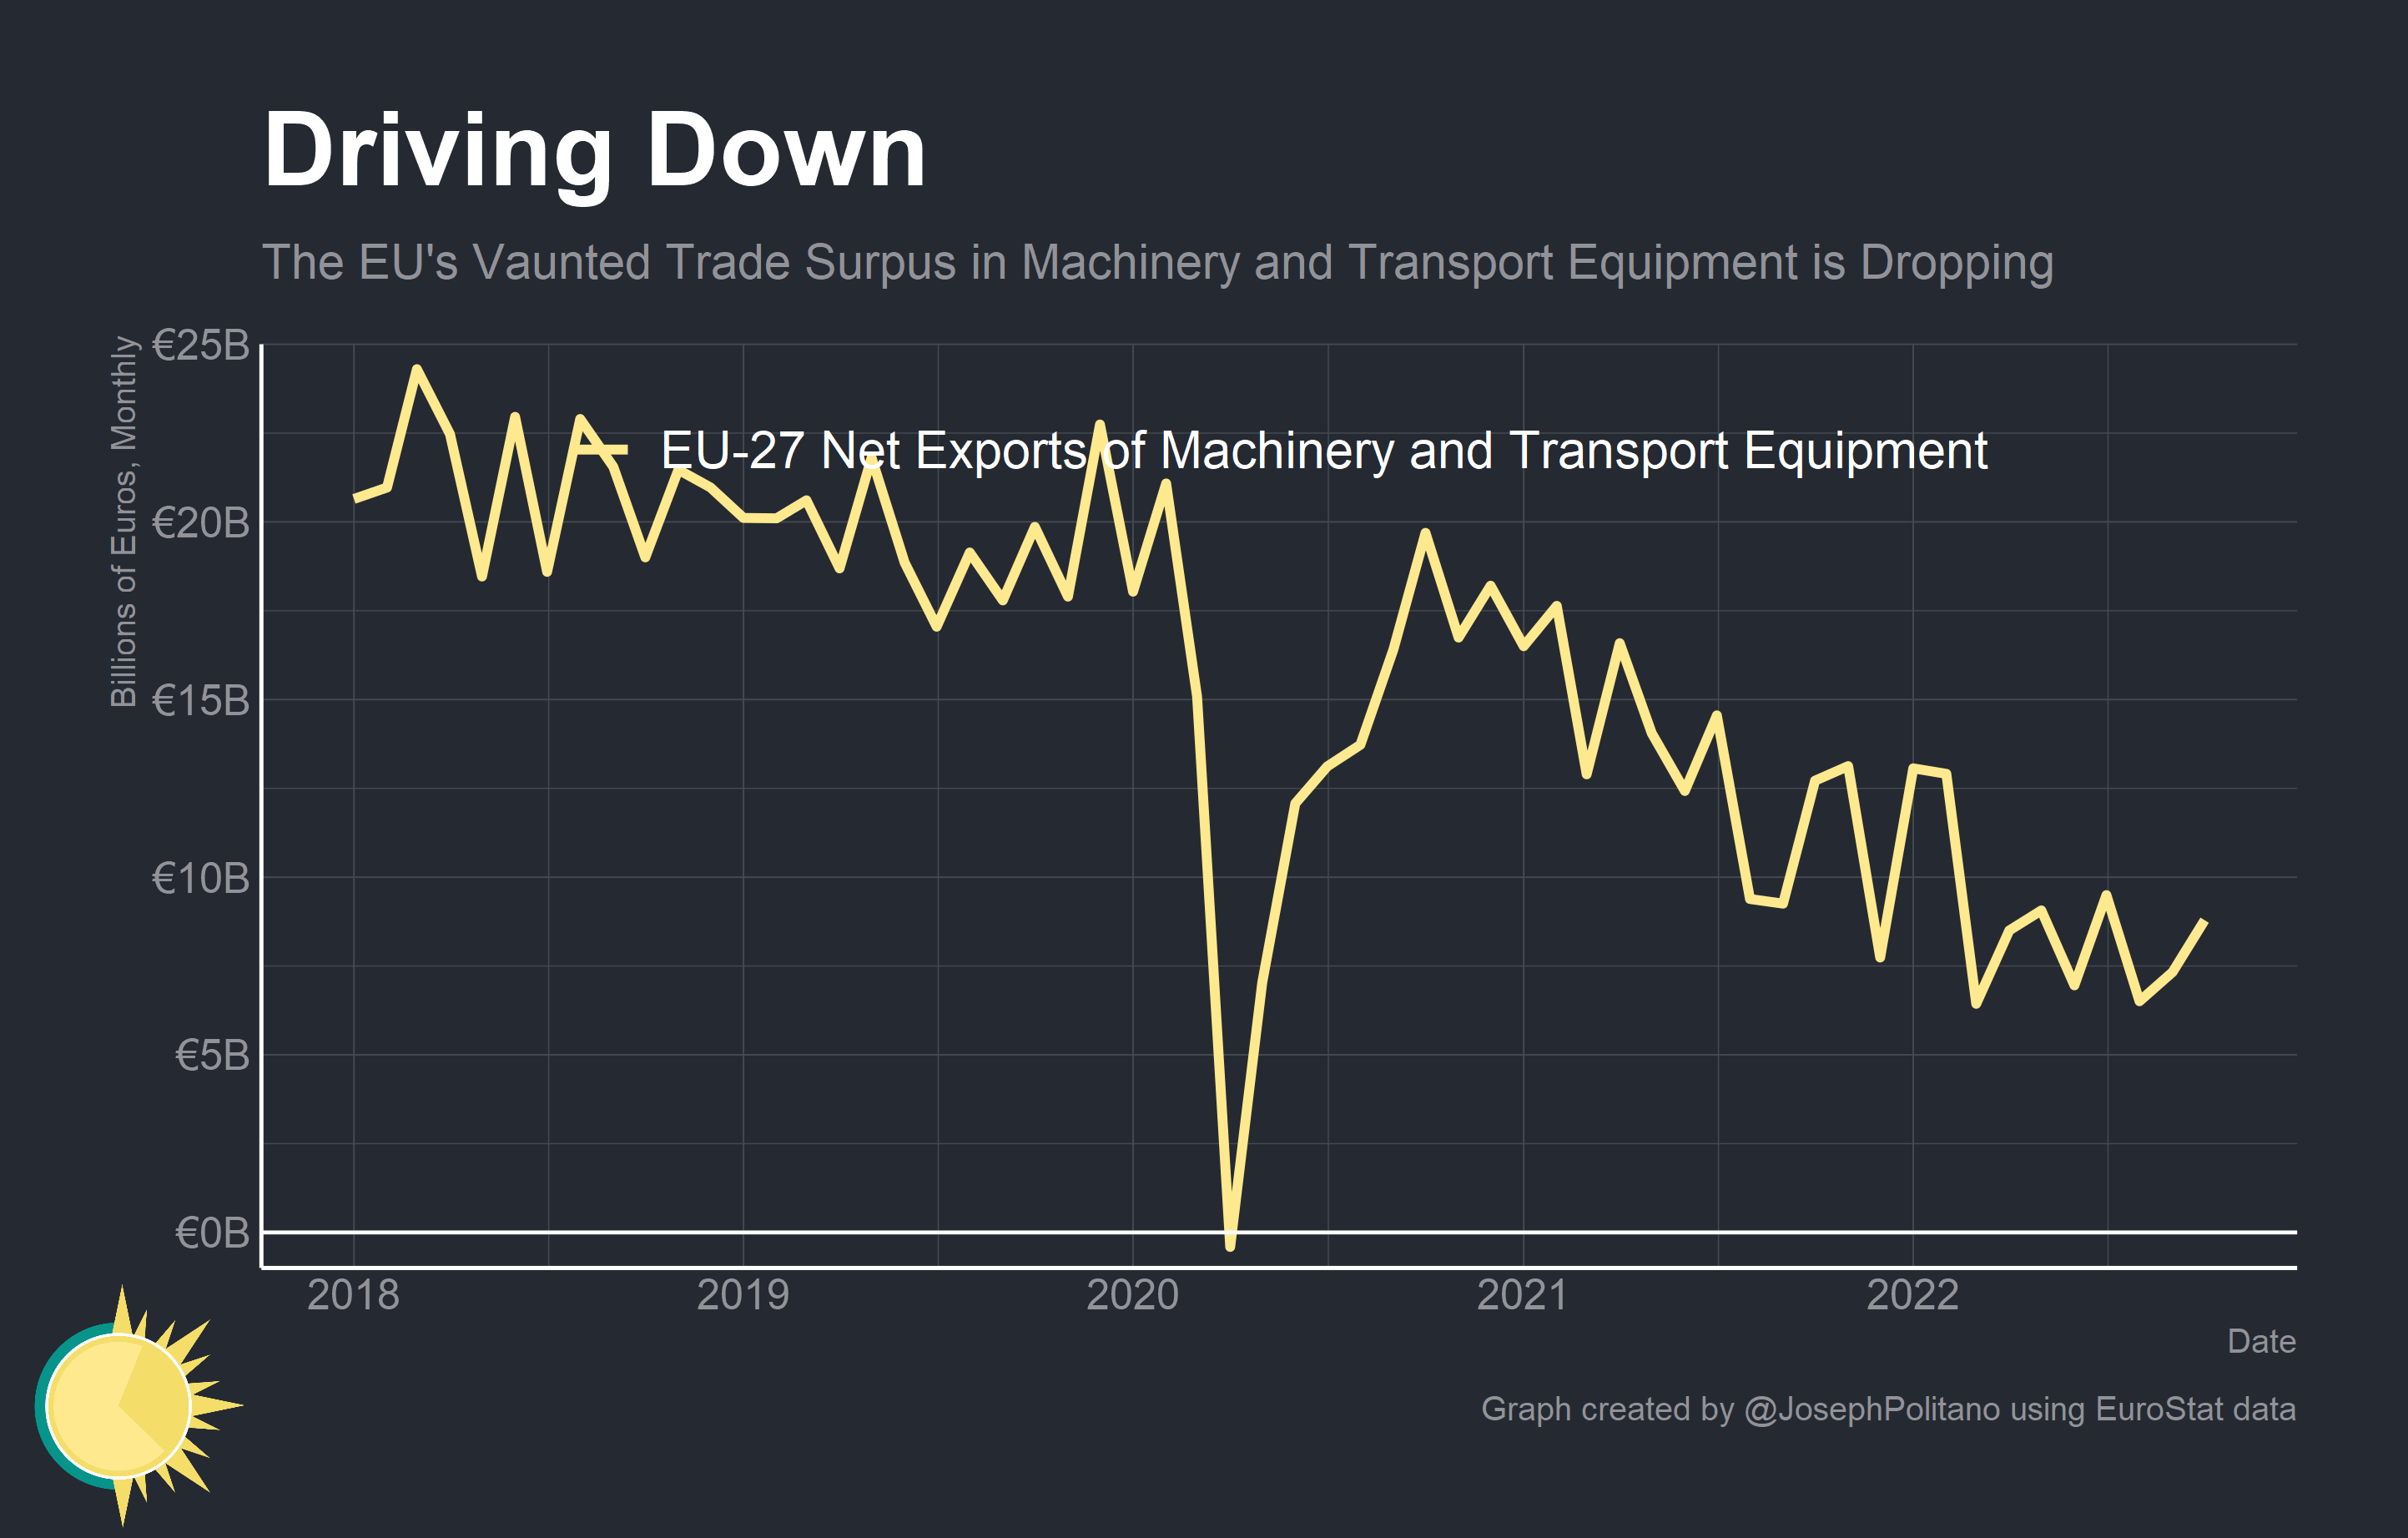 Driving Down
The EU's Vaunted Trade Surpus in Machinery and Transport Equipment is Dropping
Billions of Euros, Monthly
€25B
€20B
€15B
€10B
€5B
€0B
EU-27 Net Exports of Machinery and Transport Equipment
2018 2019 2020 2021 2022
Date
Graph created by @JosephPolitano using EuroStat data